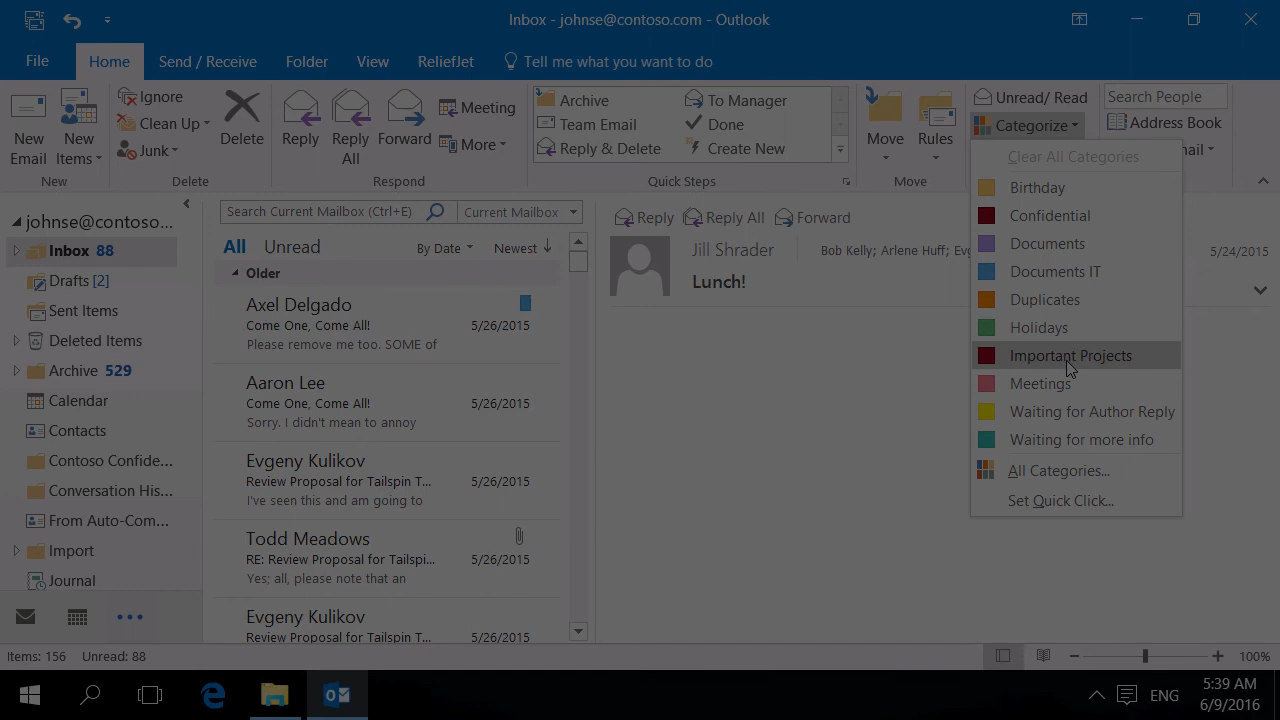 Inbox - johnse@contoso.com - Outlook
File Home Send / Receive Folder View ReliefJet Tell me what you want to do
New Email
New Items
New
Ignore
Clean Up
Junk
Delete
Delete
Reply
Reply All
Forward
Meeting
More
Respond
Archive
Team Email
Reply & Delete
To Manager
Done
Create New
Quick Steps
Move
Rules
Move
Unread/ Read
Categorize
Search People
Address Book
Clear All Categories
Birthday
Confidential
Documents
Documents IT
Duplicates
Holidays
Important Projects
Meetings
Waiting for Author Reply
Waiting for more info
All Categories...
Set Quick Click...
johnse@contoso...
Inbox 88
Drafts [2]
Sent Items
Deleted Items
Archive 529
Calendar
Contacts
Contoso Confide...
Conversation His...
From Auto-Com...
Import
Journal
Search Current Mailbox (Ctrl+E) Current Mailbox
All Unread By Date Newest
Older
Axel Delgado
Come One, Come All! 5/26/2015
Please remove me too. SOME of
Aaron Lee
Come One, Come All! 5/26/2015
Sorry. I didn't mean to annoy
Evgeny Kulikov
Review Proposal for Tailspin T... 5/26/2015
I've seen this and am going to
Todd Meadows
RE: Review Proposal for Tailspi... 5/26/2015
Yes; all, please note that an
Evgeny Kulikov
Review Proposal for Tailspin T... 5/26/2015
Reply Reply All Forward
Jill Shrader Bob Kelly; Arlene Huff; Evg 5/24/2015
Lunch!
Items: 156 Unread: 88 100%
ENG
5:39 AM
6/9/2016